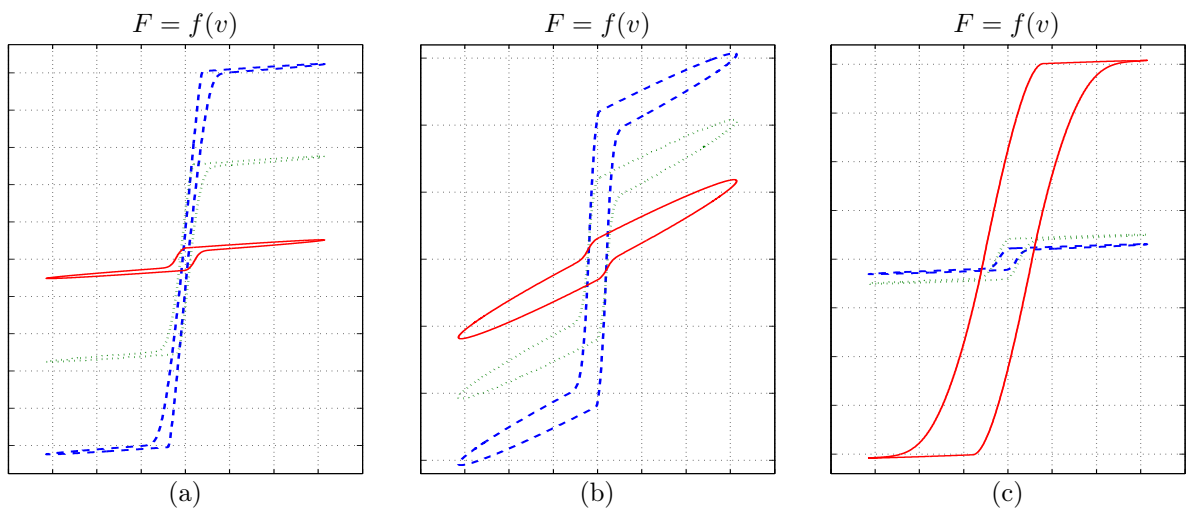 F = f(v)
F = f(v)
F = f(v)
(a)
(b)
(c)